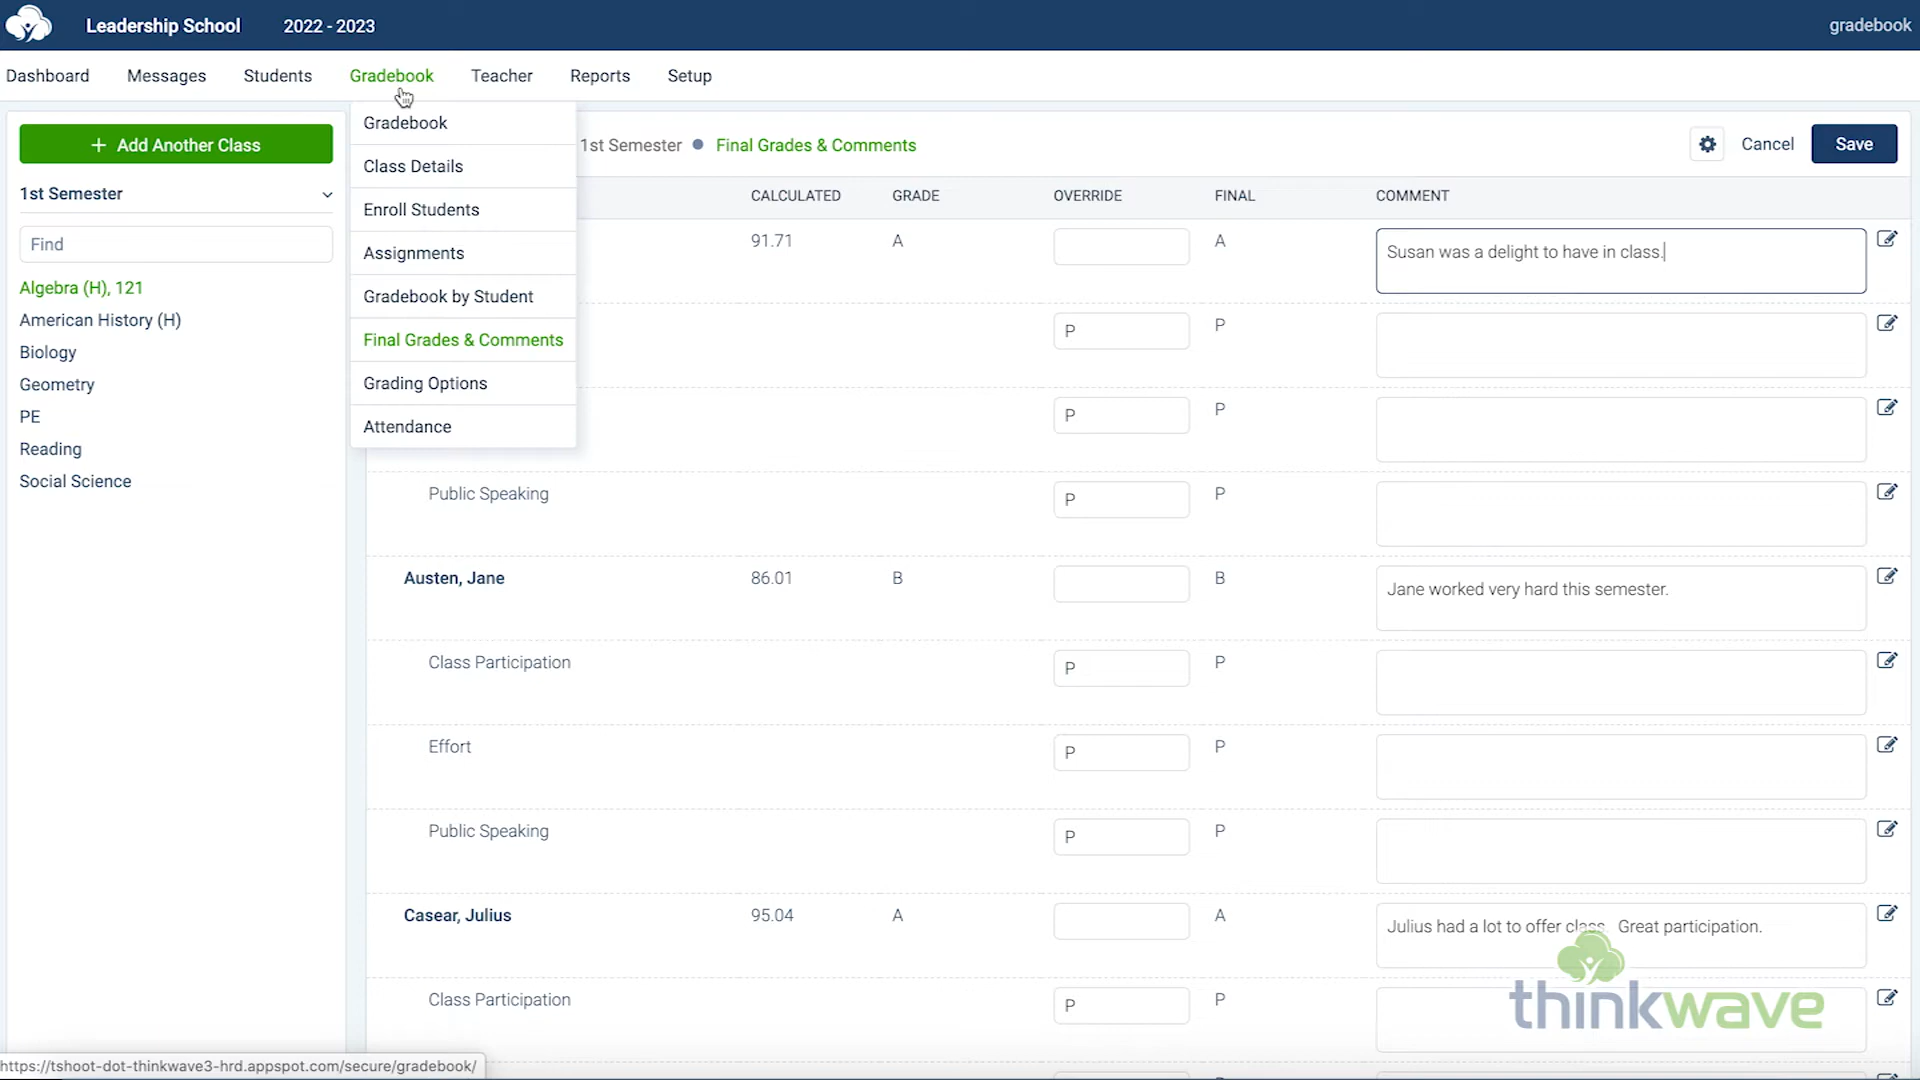 Leadership School 2022 - 2023 gradebook
Dashboard Messages Students Gradebook Teacher Reports Setup
+ Add Another Class
1st Semester
Find
Algebra (H), 121
American History (H)
Biology
Geometry
PE
Reading
Social Science
Gradebook
Class Details
Enroll Students
Assignments
Gradebook by Student
Final Grades & Comments
Grading Options
Attendance
1st Semester • Final Grades & Comments Cancel Save
CALCULATED GRADE OVERRIDE FINAL COMMENT
91.71 A A Susan was a delight to have in class.
P P
P P
Public Speaking P P
Austen, Jane 86.01 B B Jane worked very hard this semester.
Class Participation P P
Effort P P
Public Speaking P P
Casear, Julius 95.04 A A Julius had a lot to offer class. Great participation.
Class Participation P P
thinkwave
https://tshoot-dot-thinkwave3-hrd.appspot.com/secure/gradebook/